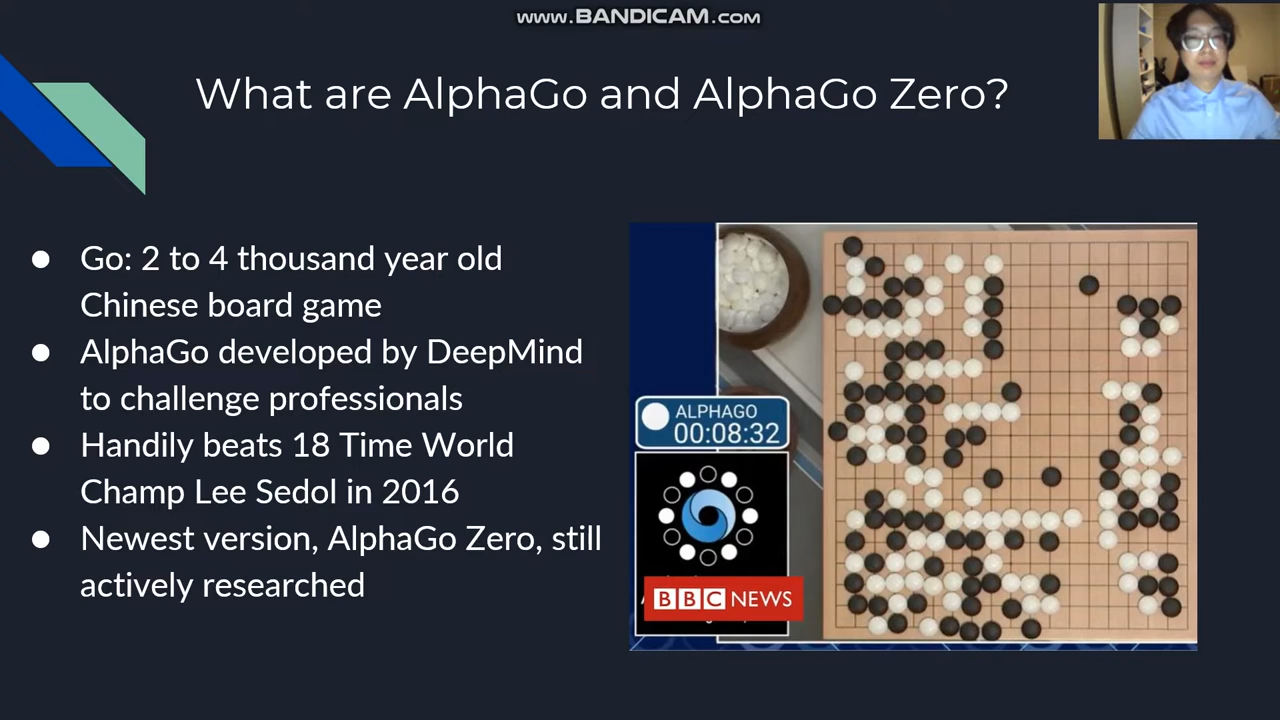 www.BANDICAM.com
What are AlphaGo and AlphaGo Zero?
● Go: 2 to 4 thousand year old
Chinese board game
● AlphaGo developed by DeepMind
to challenge professionals
● Handily beats 18 Time World
Champ Lee Sedol in 2016
● Newest version, AlphaGo Zero, still
actively researched
ALPHAGO
00:08:32
BBC NEWS